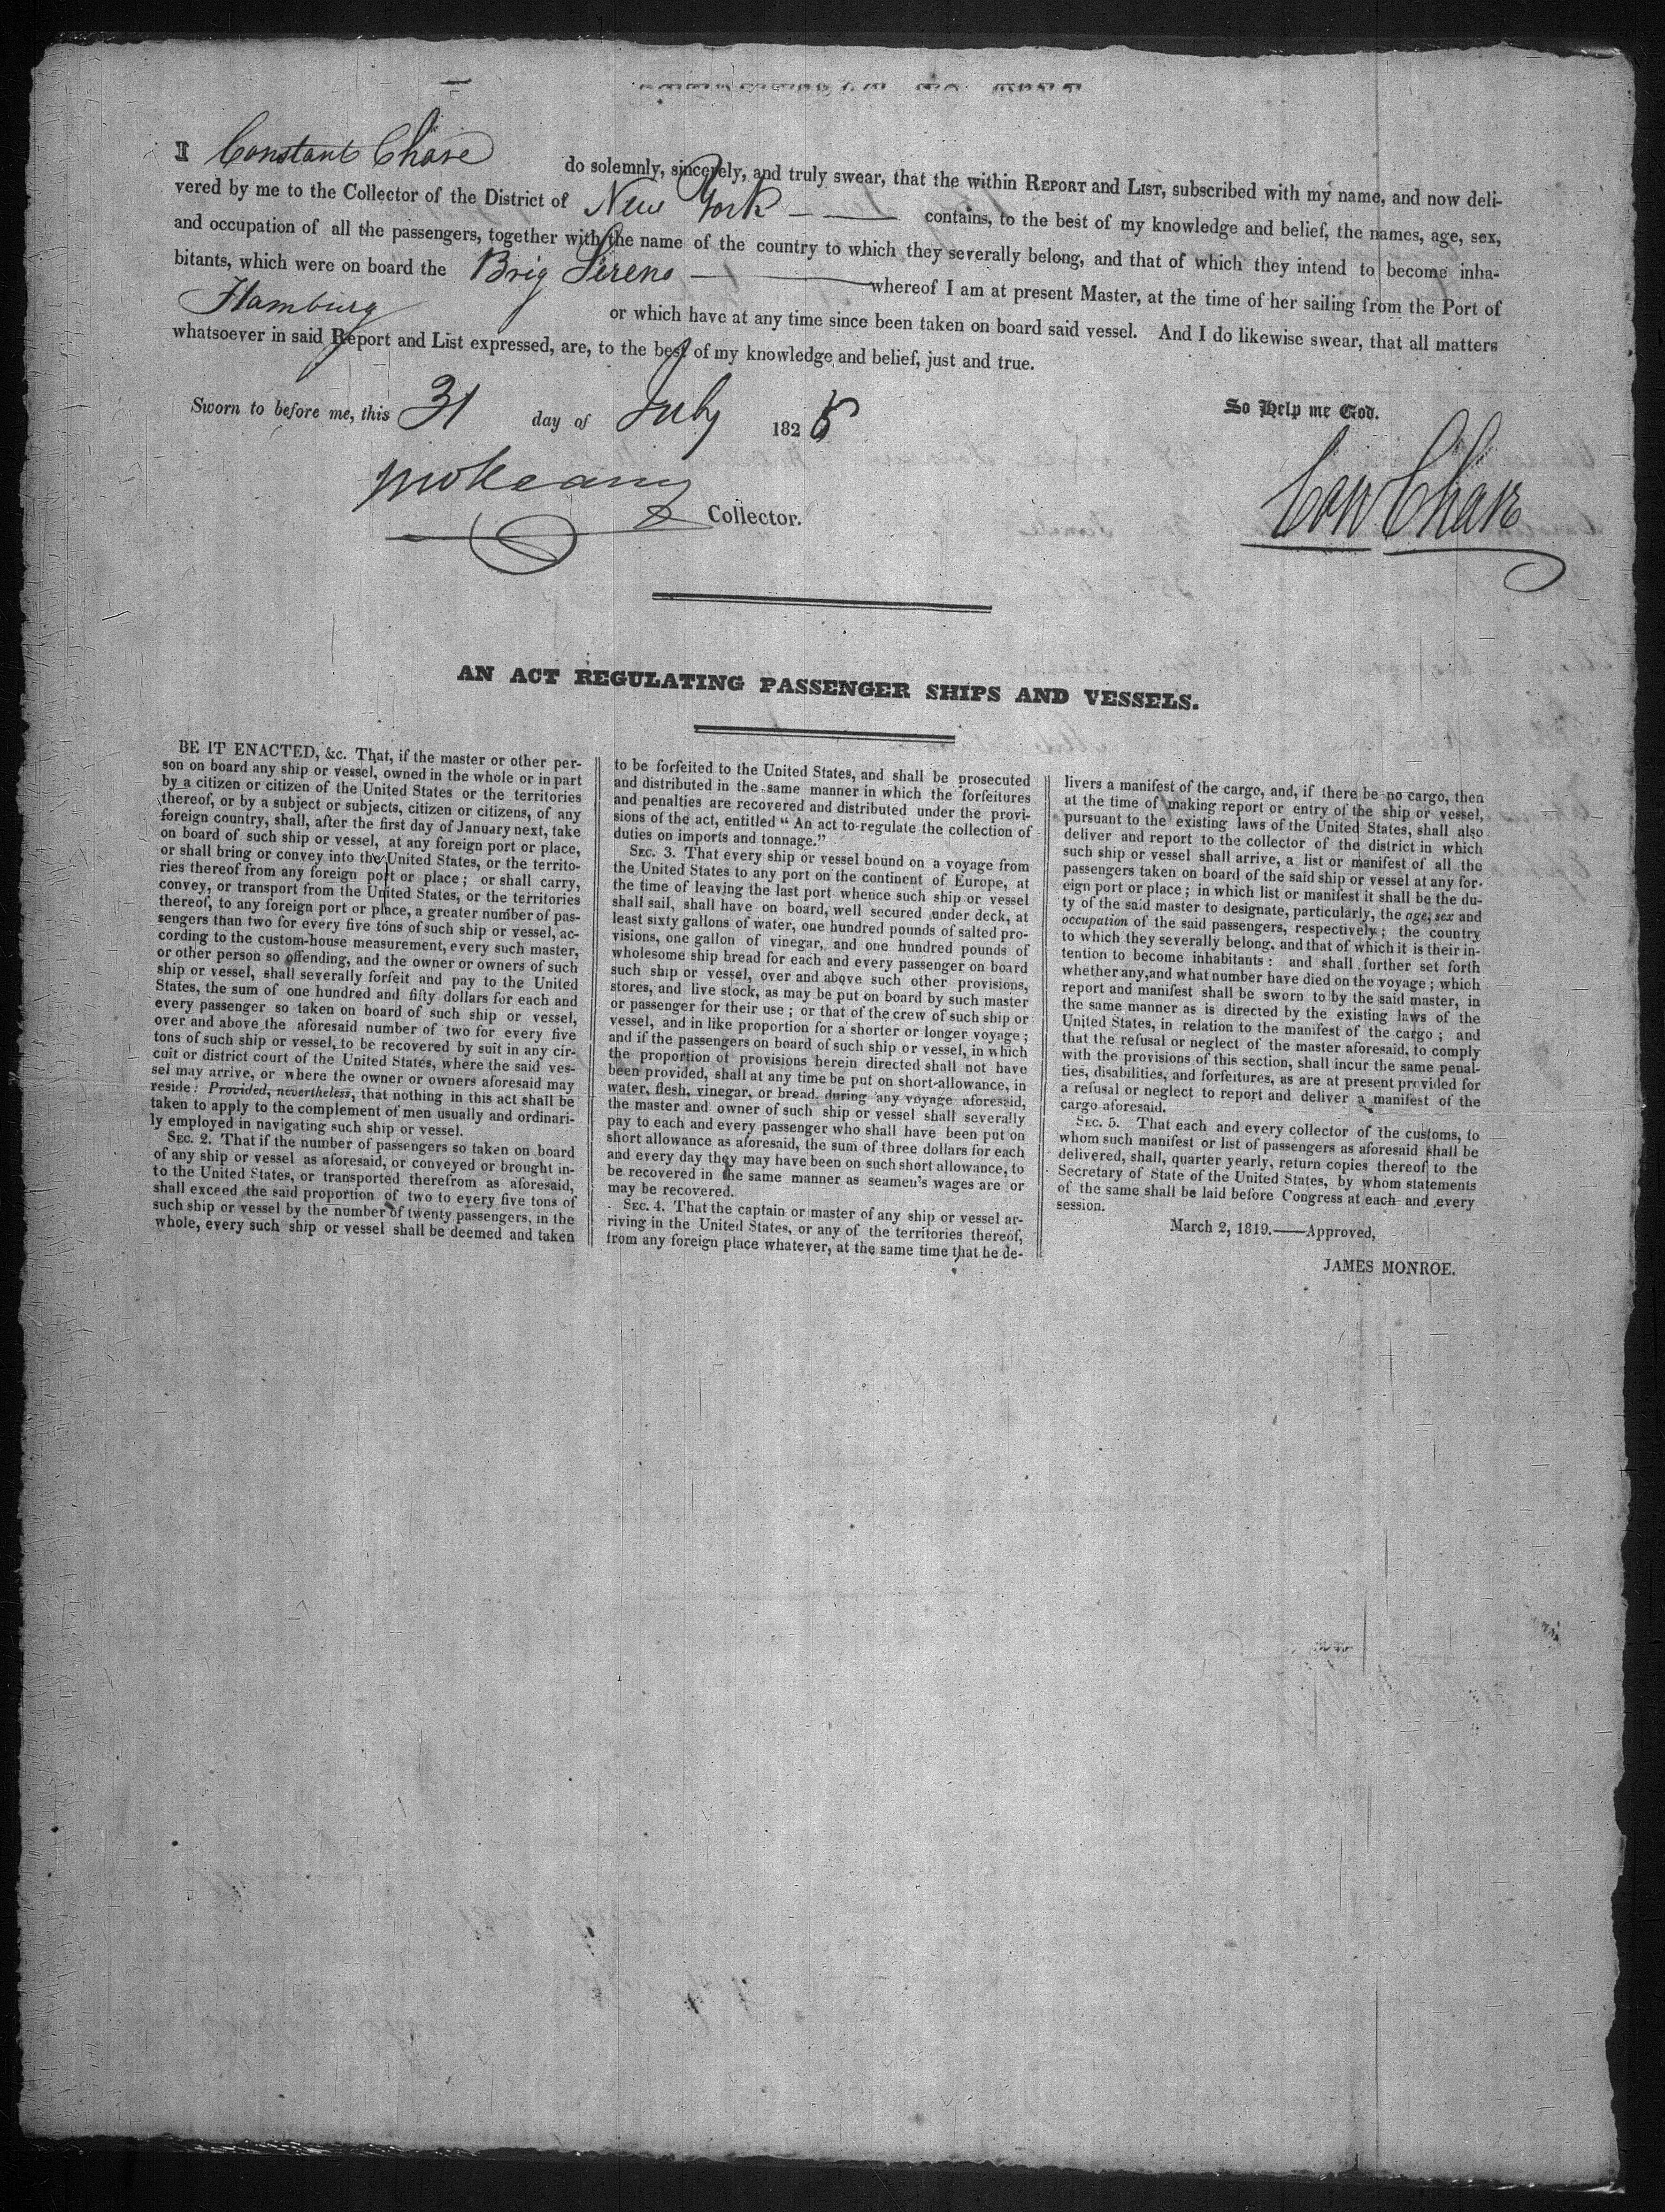 I Constant Chase do solemnly, sincerely, and truly swear, that the within REPORT and LIST, subscribed with my name, and now deli-
vered by me to the Collector of the District of New York contains, to the best of my knowledge and belief, the names, age, sex,
and occupation of all the passengers, together with the name of the country to which they severally belong, and that of which they intend to become inha-
bitants, which were on board the Brig Sereno whereof I am at present Master, at the time of her sailing from the Port of
Hamburg or which have at any time since been taken on board said vessel. And I do likewise swear, that all matters
whatsoever in said Report and List expressed, are, to the best of my knowledge and belief, just and true.
So Help me God.
Sworn to before me, this 31 day of July 182
Collector.
Con Chase
AN ACT REGULATING PASSENGER SHIPS AND VESSELS.
BE IT ENACTED, &c. That, if the master or other per-
son on board any ship or vessel, owned in the whole or in part
by a citizen or citizen of the United States or the territories
thereof, or by a subject or subjects, citizen or citizens, of any
foreign country, shall, after the first day of January next, take
on board of such ship or vessel, at any foreign port or place,
or shall bring or convey into the United States, or the territo-
ries thereof from any foreign port or place; or shall carry,
convey, or transport from the United States, or the territories
thereof, to any foreign port or place, a greater number of pas-
sengers than two for every five tons of such ship or vessel, ac-
cording to the custom-house measurement, every such master,
or other person so offending, and the owner or owners of such
ship or vessel, shall severally forfeit and pay to the United
States, the sum of one hundred and fifty dollars for each and
every passenger so taken on board of such ship or vessel,
over and above the aforesaid number of two for every five
tons of such ship or vessel, to be recovered by suit in any cir-
cuit or district court of the United States, where the said ves-
sel may arrive, or where the owner or owners aforesaid may
reside: Provided, nevertheless, that nothing in this act shall be
taken to apply to the complement of men usually and ordinari-
ly employed in navigating such ship or vessel.
SEC. 2. That if the number of passengers so taken on board
of any ship or vessel as aforesaid, or conveyed or brought in-
to the United States, or transported therefrom as aforesaid,
shall exceed the said proportion of two to every five tons of
such ship or vessel by the number of twenty passengers, in the
whole, every such ship or vessel shall be deemed and taken
to be forfeited to the United States, and shall be prosecuted
and distributed in the same manner in which the forfeitures
and penalties are recovered and distributed under the provi-
sions of the act, entitled "An act to regulate the collection of
duties on imports and tonnage."
SEC. 3. That every ship or vessel bound on a voyage from
the United States to any port on the continent of Europe, at
the time of leaving the last port whence such ship or vessel
shall sail, shall have on board, well secured under deck, at
least sixty gallons of water, one hundred pounds of salted pro-
visions, one gallon of vinegar, and one hundred pounds of
wholesome ship bread for each and every passenger on board
such ship or vessel, over and above such other provisions,
stores, and live stock, as may be put on board by such master
or passenger for their use; or that of the crew of such ship or
vessel, and in like proportion for a shorter or longer voyage;
and if the passengers on board of such ship or vessel, in which
the proportion of provisions herein directed shall not have
been provided, shall at any time be put on short-allowance, in
water, flesh, vinegar, or bread. during any voyage aforesaid,
the master and owner of such ship or vessel shall severally
pay to each and every passenger who shall have been put on
short allowance as aforesaid, the sum of three dollars for each
and every day they may have been on such short allowance, to
be recovered in the same manner as seamen's wages are or
may be recovered.
SEC. 4. That the captain or master of any ship or vessel ar-
riving in the United States, or any of the territories thereof,
from any foreign place whatever, at the same time that he de-
livers a manifest of the cargo, and, if there be no cargo, then
at the time of making report or entry of the ship or vessel,
pursuant to the existing laws of the United States, shall also
deliver and report to the collector of the district in which
such ship or vessel shall arrive, a list or manifest of all the
passengers taken on board of the said ship or vessel at any for-
eign port or place; in which list or manifest it shall be the du-
ty of the said master to designate, particularly, the age, sex and
occupation of the said passengers, respectively; the country
to which they severally belong, and that of which it is their in-
tention to become inhabitants: and shall further set forth
whether any, and what number have died on the voyage; which
report and manifest shall be sworn to by the said master, in
the same manner as is directed by the existing laws of the
United States, in relation to the manifest of the cargo; and
that the refusal or neglect of the master aforesaid, to comply
with the provisions of this section, shall incur the same penal-
ties, disabilities, and forfeitures, as are at present provided for
a refusal or neglect to report and deliver a manifest of the
cargo aforesaid.
SEC. 5. That each and every collector of the customs, to
whom such manifest or list of passengers as aforesaid shall be
delivered, shall, quarter yearly, return copies thereof to the
Secretary of State of the United States, by whom statements
of the same shall be laid before Congress at each and every
session.
March 2, 1819.——Approved,
JAMES MONROE.